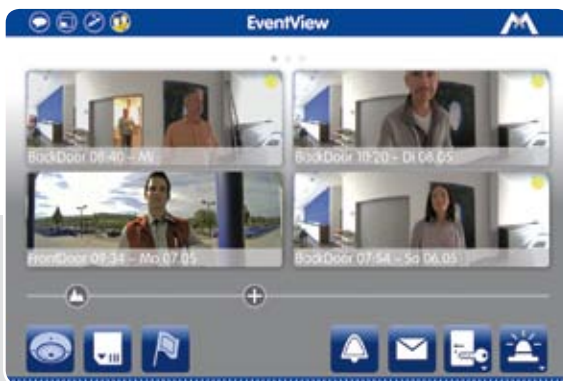 EventView
BackDoor 08:40 – Mi
BackDoor 10:20 – Di 08.05
FrontDoor 09:34 – Mo 07.05
BackDoor 07:54 – So 06.05